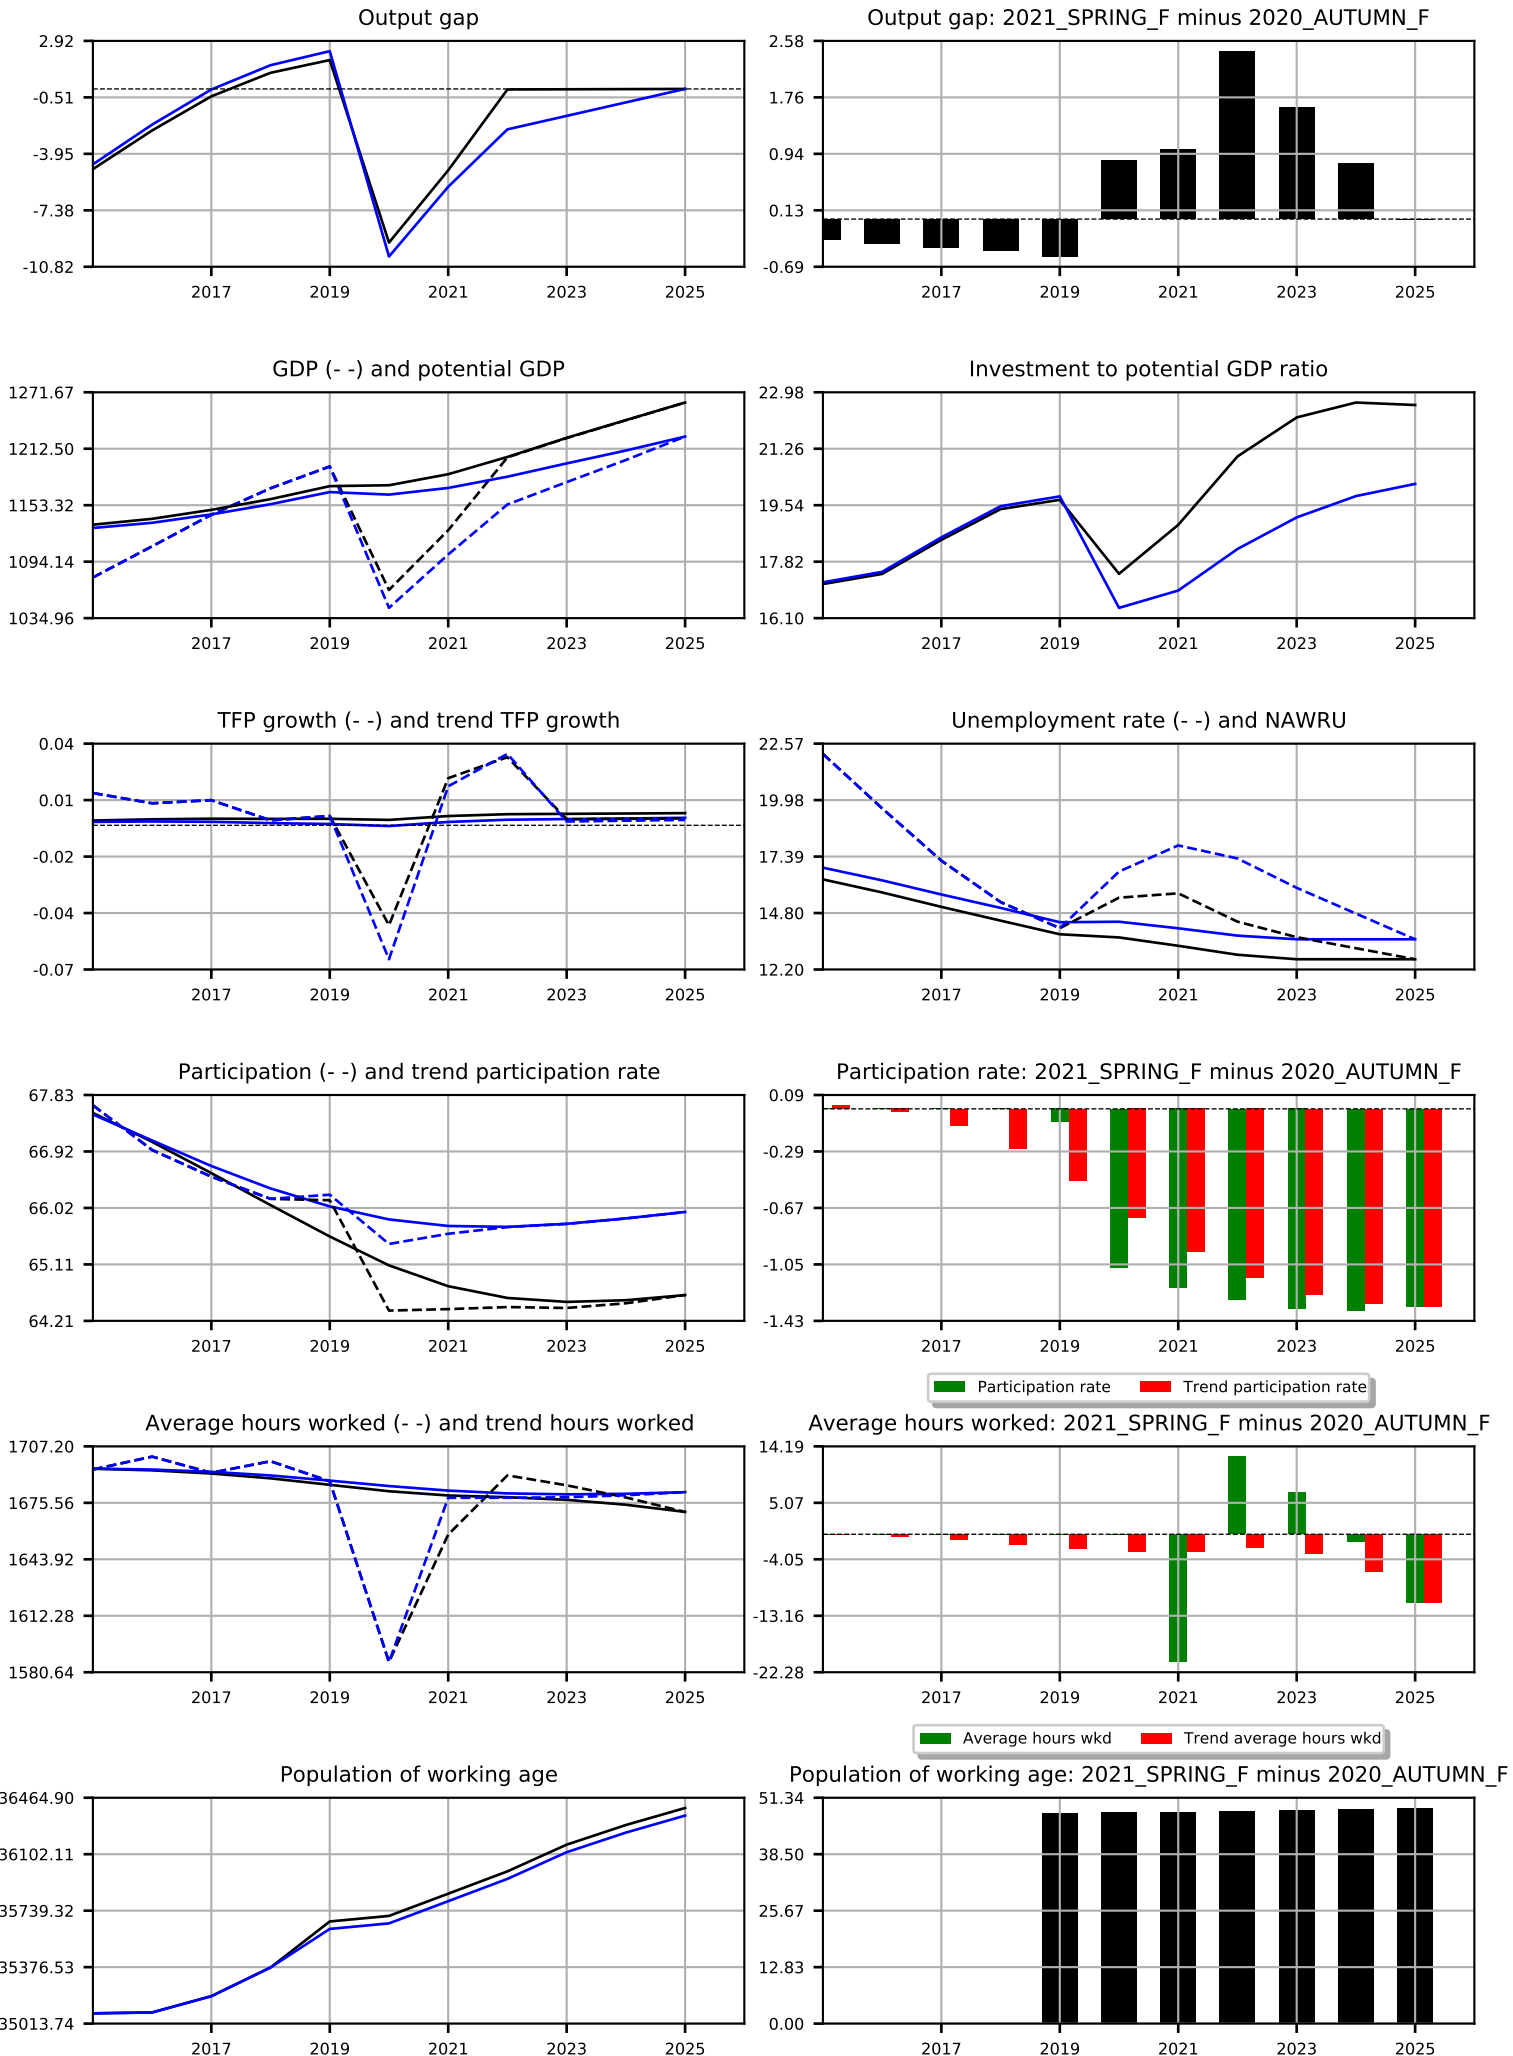 Output gap
2.92
-0.51
-3.95
-7.38
-10.82
2017 2019 2021 2023 2025
Output gap: 2021_SPRING_F minus 2020_AUTUMN_F
2.58
1.76
0.94
0.13
-0.69
2017 2019 2021 2023 2025
GDP (- -) and potential GDP
1271.67
1212.50
1153.32
1094.14
1034.96
2017 2019 2021 2023 2025
Investment to potential GDP ratio
22.98
21.26
19.54
17.82
16.10
2017 2019 2021 2023 2025
TFP growth (- -) and trend TFP growth
0.04
0.01
-0.02
-0.04
-0.07
2017 2019 2021 2023 2025
Unemployment rate (- -) and NAWRU
22.57
19.98
17.39
14.80
12.20
2017 2019 2021 2023 2025
Participation (- -) and trend participation rate
67.83
66.92
66.02
65.11
64.21
2017 2019 2021 2023 2025
Participation rate: 2021_SPRING_F minus 2020_AUTUMN_F
0.09
-0.29
-0.67
-1.05
-1.43
2017 2019 2021 2023 2025
Participation rate Trend participation rate
Average hours worked (- -) and trend hours worked
1707.20
1675.56
1643.92
1612.28
1580.64
2017 2019 2021 2023 2025
Average hours worked: 2021_SPRING_F minus 2020_AUTUMN_F
14.19
5.07
-4.05
-13.16
-22.28
2017 2019 2021 2023 2025
Average hours wkd Trend average hours wkd
Population of working age
36464.90
36102.11
35739.32
35376.53
35013.74
2017 2019 2021 2023 2025
Population of working age: 2021_SPRING_F minus 2020_AUTUMN_F
51.34
38.50
25.67
12.83
0.00
2017 2019 2021 2023 2025